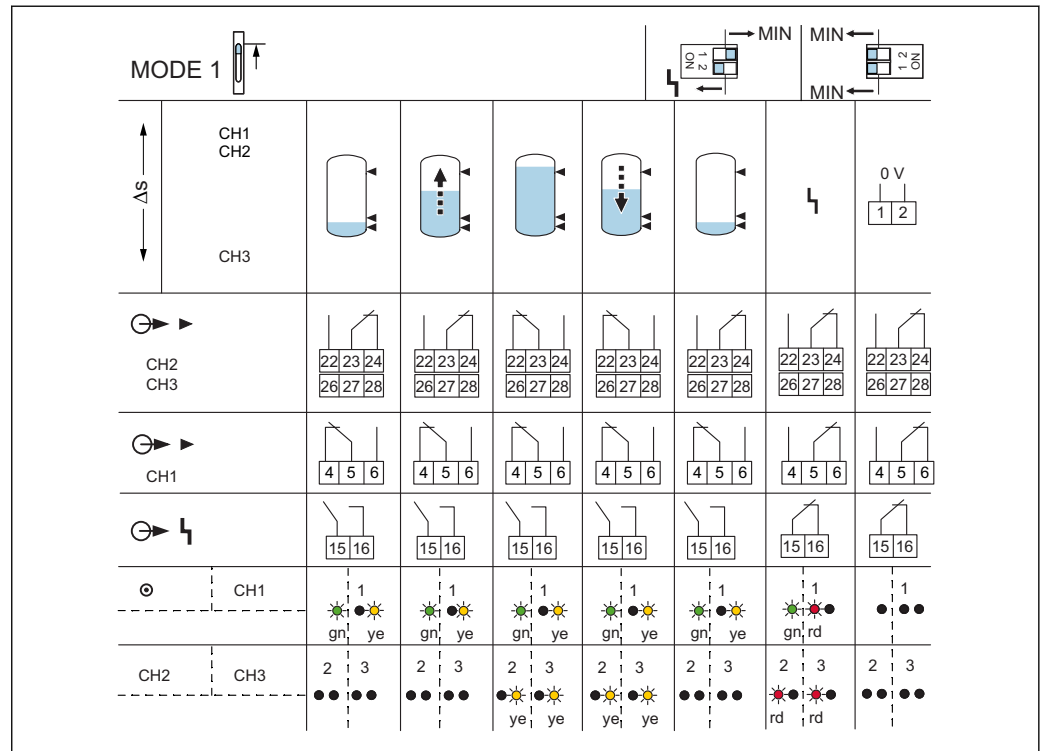 MODE 1
ON 1 2 MIN
MIN 1 2 ON
MIN
Δs
CH1
CH2
CH3
0 V
1 2
CH2
CH3
22 23 24 22 23 24 22 23 24 22 23 24 22 23 24 22 23 24 22 23 24
26 27 28 26 27 28 26 27 28 26 27 28 26 27 28 26 27 28 26 27 28
CH1
4 5 6 4 5 6 4 5 6 4 5 6 4 5 6 4 5 6 4 5 6
15 16 15 16 15 16 15 16 15 16 15 16 15 16
CH1 1 1 1 1 1 1 1
gn ye gn ye gn ye gn ye gn ye gn rd
CH2 CH3 2 3 2 3 2 3 2 3 2 3 2 3 2 3
ye ye ye ye rd rd